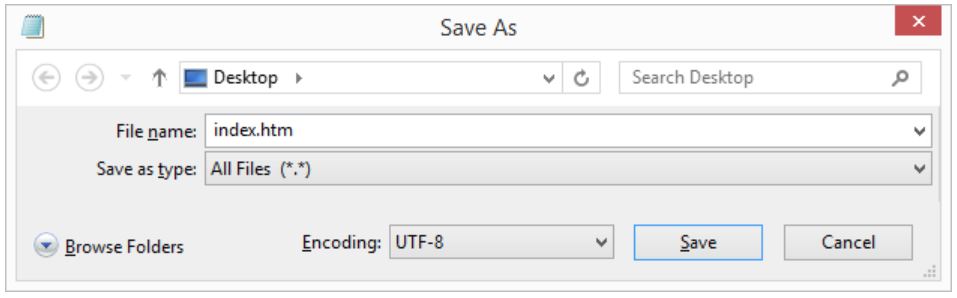 Save As
Desktop
Search Desktop
File name: index.htm
Save as type: All Files (*.*)
Browse Folders Encoding: UTF-8 Save Cancel